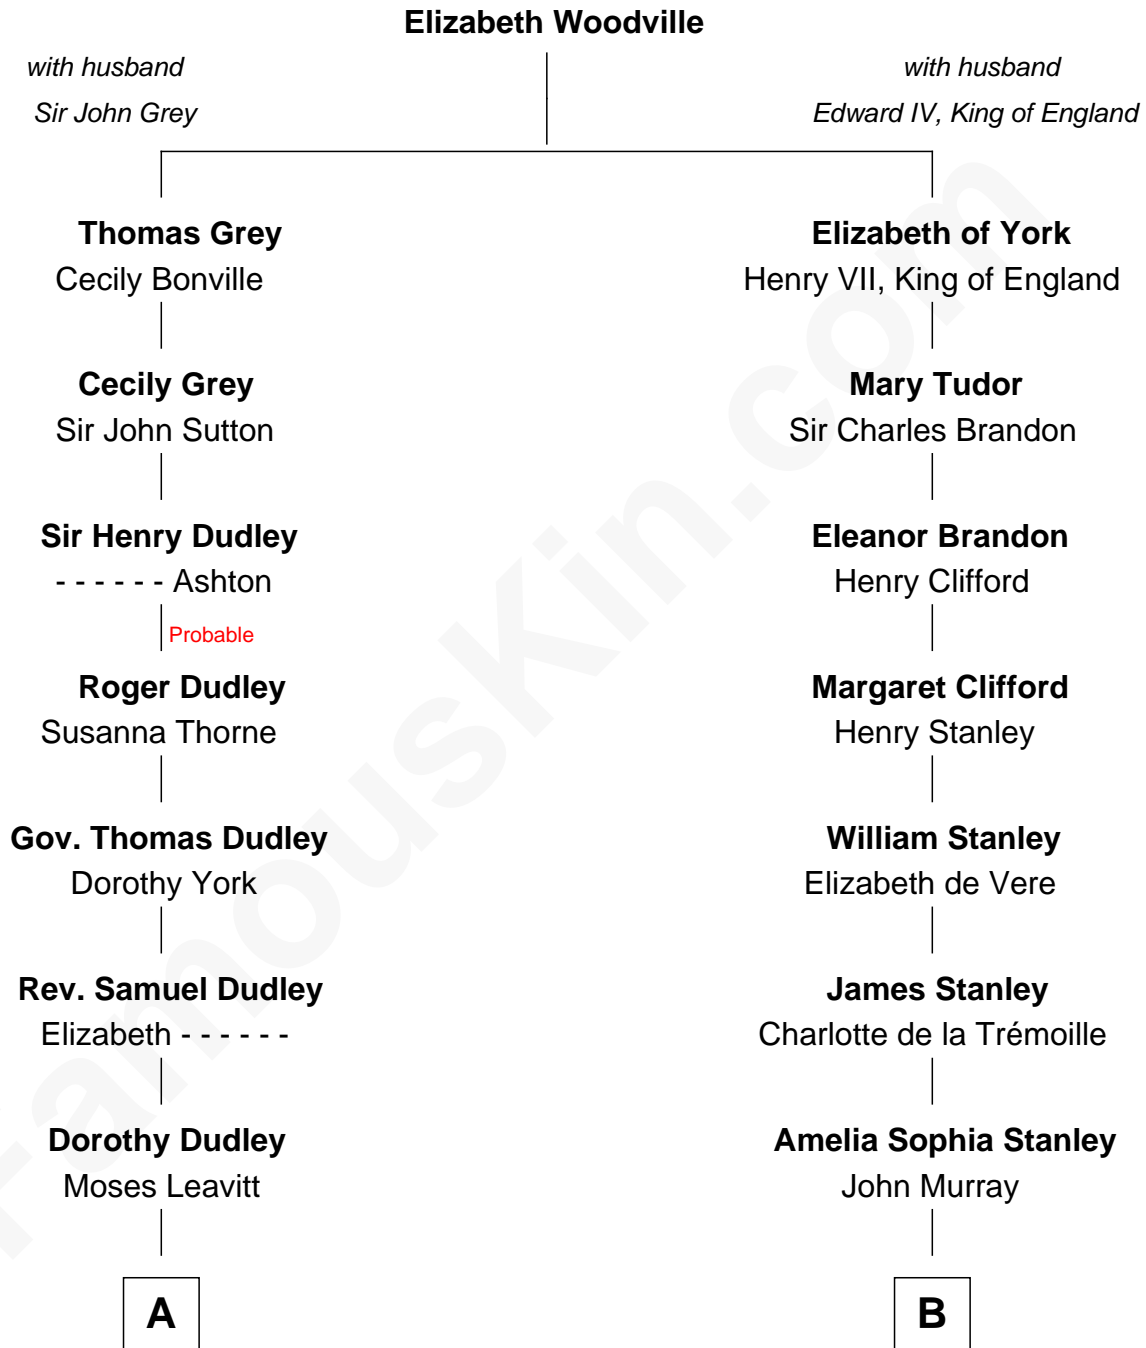 Elizabeth Woodville
with husband
Sir John Grey
with husband
Edward IV, King of England
Thomas Grey
Cecily Bonville
Elizabeth of York
Henry VII, King of England
Cecily Grey
Sir John Sutton
Mary Tudor
Sir Charles Brandon
Sir Henry Dudley
- - - - - - Ashton
Eleanor Brandon
Henry Clifford
Probable
Roger Dudley
Susanna Thorne
Margaret Clifford
Henry Stanley
Gov. Thomas Dudley
Dorothy York
William Stanley
Elizabeth de Vere
Rev. Samuel Dudley
Elizabeth - - - - - -
James Stanley
Charlotte de la Trémoille
Dorothy Dudley
Moses Leavitt
Amelia Sophia Stanley
John Murray
A
B
FamousKin.com